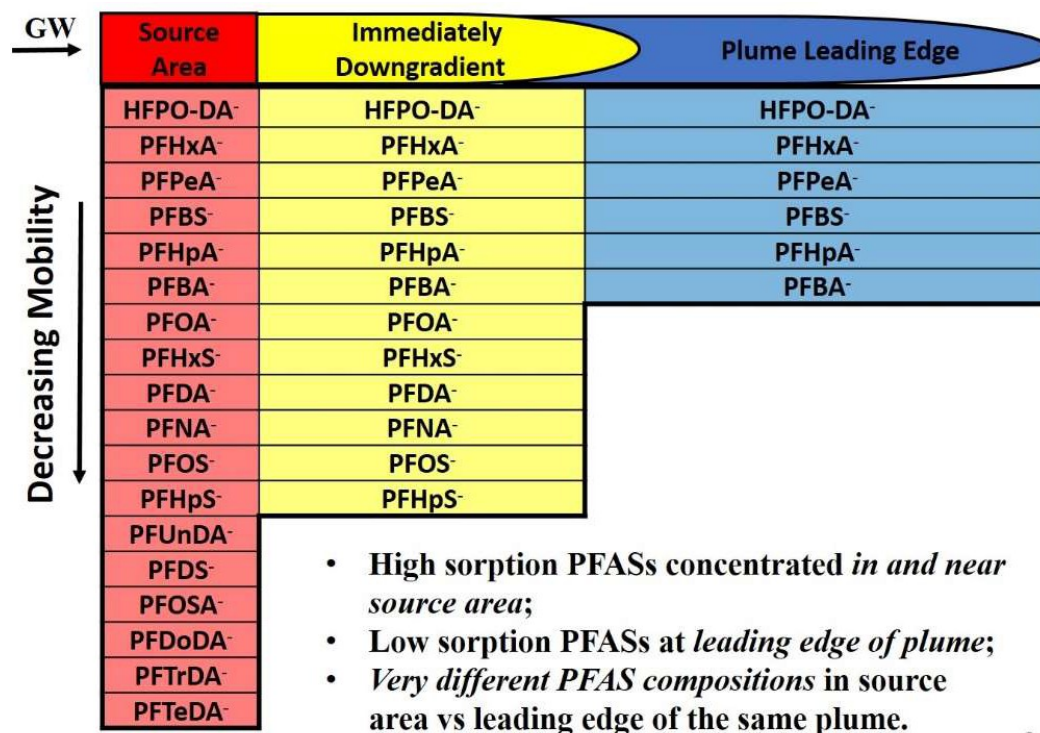 GW
Source
Area
Immediately
Downgradient
Plume Leading Edge
Decreasing Mobility
HFPO-DA⁻ HFPO-DA⁻ HFPO-DA⁻
PFHxA⁻ PFHxA⁻ PFHxA⁻
PFPeA⁻ PFPeA⁻ PFPeA⁻
PFBS⁻ PFBS⁻ PFBS⁻
PFHpA⁻ PFHpA⁻ PFHpA⁻
PFBA⁻ PFBA⁻ PFBA⁻
PFOA⁻ PFOA⁻
PFHxS⁻ PFHxS⁻
PFDA⁻ PFDA⁻
PFNA⁻ PFNA⁻
PFOS⁻ PFOS⁻
PFHpS⁻ PFHpS⁻
PFUnDA⁻
PFDS⁻
PFOSA⁻
PFDoDA⁻
PFTrDA⁻
PFTeDA⁻
• High sorption PFASs concentrated in and near
source area;
• Low sorption PFASs at leading edge of plume;
• Very different PFAS compositions in source
area vs leading edge of the same plume.